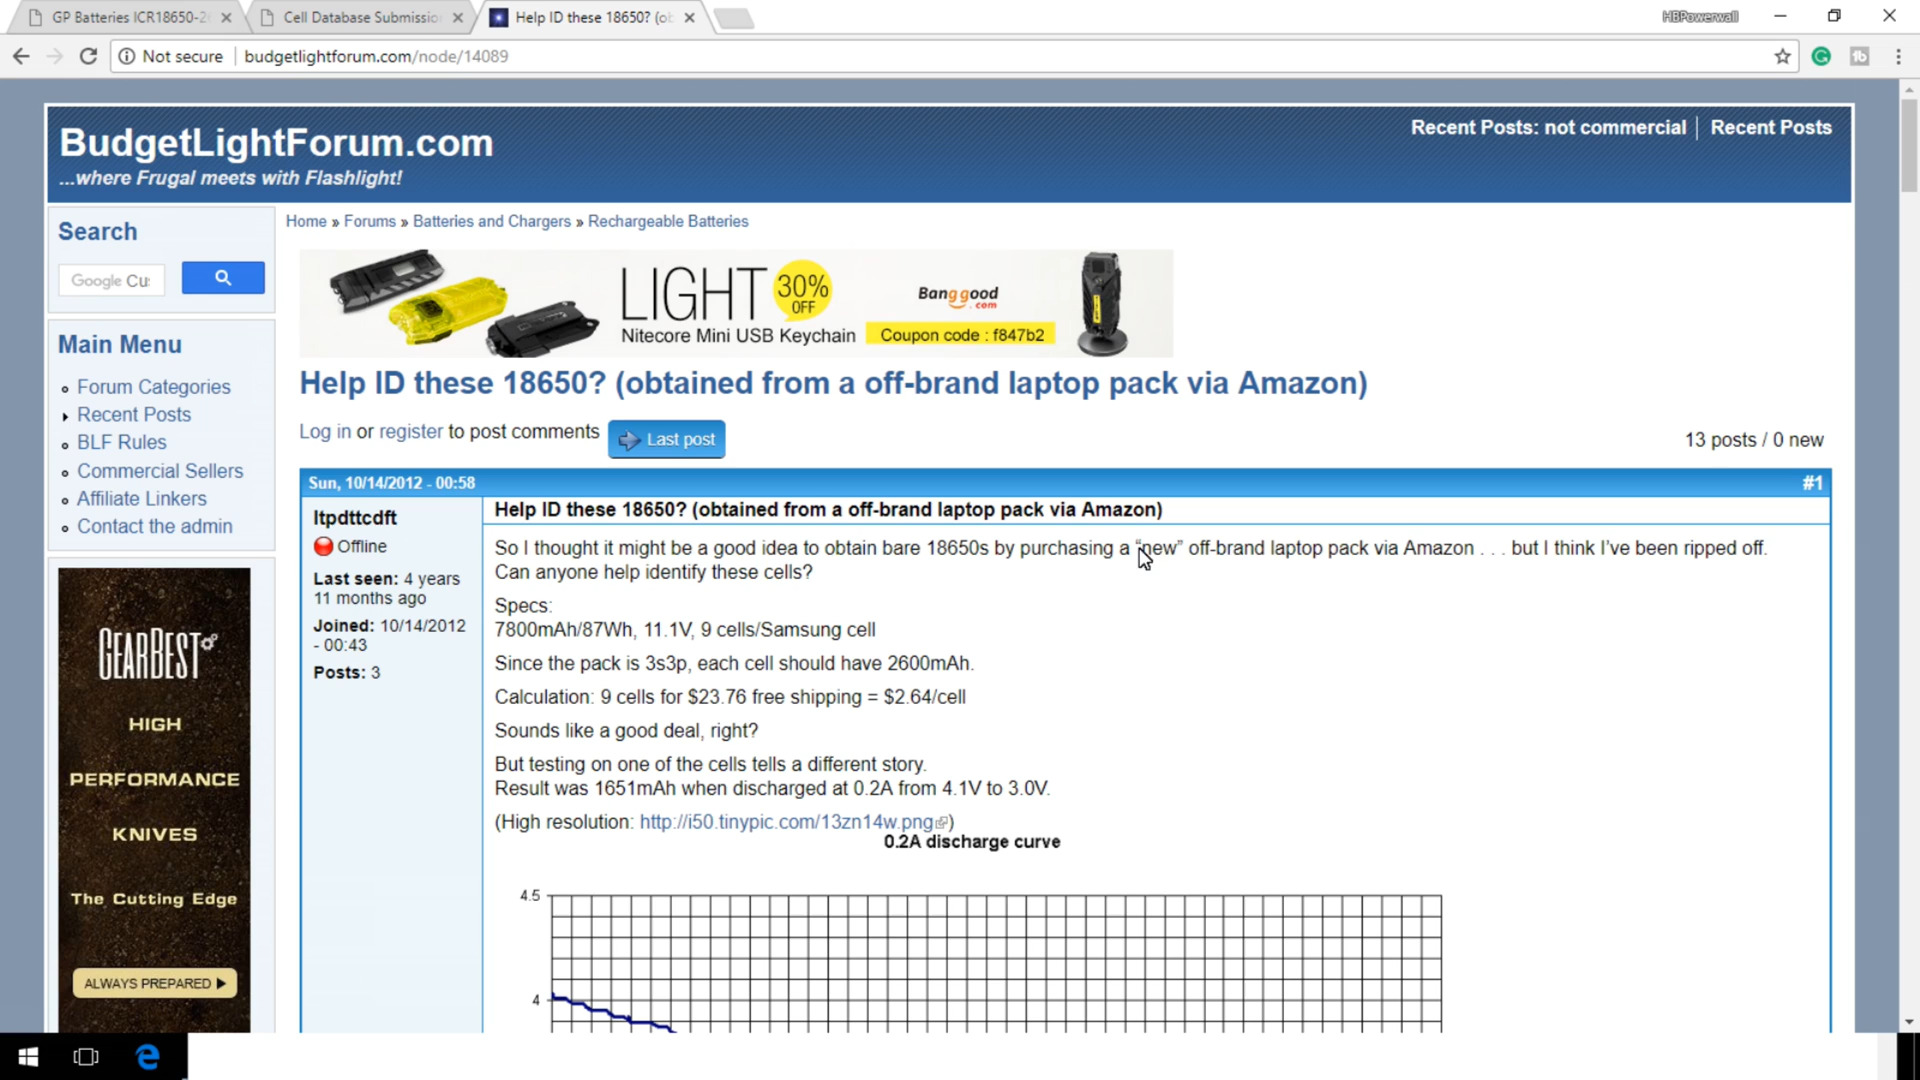 GP Batteries ICR18650-2
Cell Database Submissio
Help ID these 18650? (ob
HBPowerwall
Not secure
budgetlightforum.com/node/14089
BudgetLightForum.com
...where Frugal meets with Flashlight!
Recent Posts: not commercial
Recent Posts
Search
Google Cu
Main Menu
Forum Categories
Recent Posts
BLF Rules
Commercial Sellers
Affiliate Linkers
Contact the admin
GEARBEST
HIGH
PERFORMANCE
KNIVES
The Cutting Edge
ALWAYS PREPARED
Home » Forums » Batteries and Chargers » Rechargeable Batteries
LIGHT
30%
OFF
Nitecore Mini USB Keychain
Banggood
.com
Coupon code : f847b2
Help ID these 18650? (obtained from a off-brand laptop pack via Amazon)
Log in or register to post comments
Last post
13 posts / 0 new
Sun, 10/14/2012 - 00:58
#1
ltpdttcdft
Offline
Last seen: 4 years
11 months ago
Joined: 10/14/2012
- 00:43
Posts: 3
Help ID these 18650? (obtained from a off-brand laptop pack via Amazon)
So I thought it might be a good idea to obtain bare 18650s by purchasing a “new” off-brand laptop pack via Amazon . . . but I think I’ve been ripped off.
Can anyone help identify these cells?
Specs:
7800mAh/87Wh, 11.1V, 9 cells/Samsung cell
Since the pack is 3s3p, each cell should have 2600mAh.
Calculation: 9 cells for $23.76 free shipping = $2.64/cell
Sounds like a good deal, right?
But testing on one of the cells tells a different story.
Result was 1651mAh when discharged at 0.2A from 4.1V to 3.0V.
(High resolution: http://i50.tinypic.com/13zn14w.png)
0.2A discharge curve
4.5
4